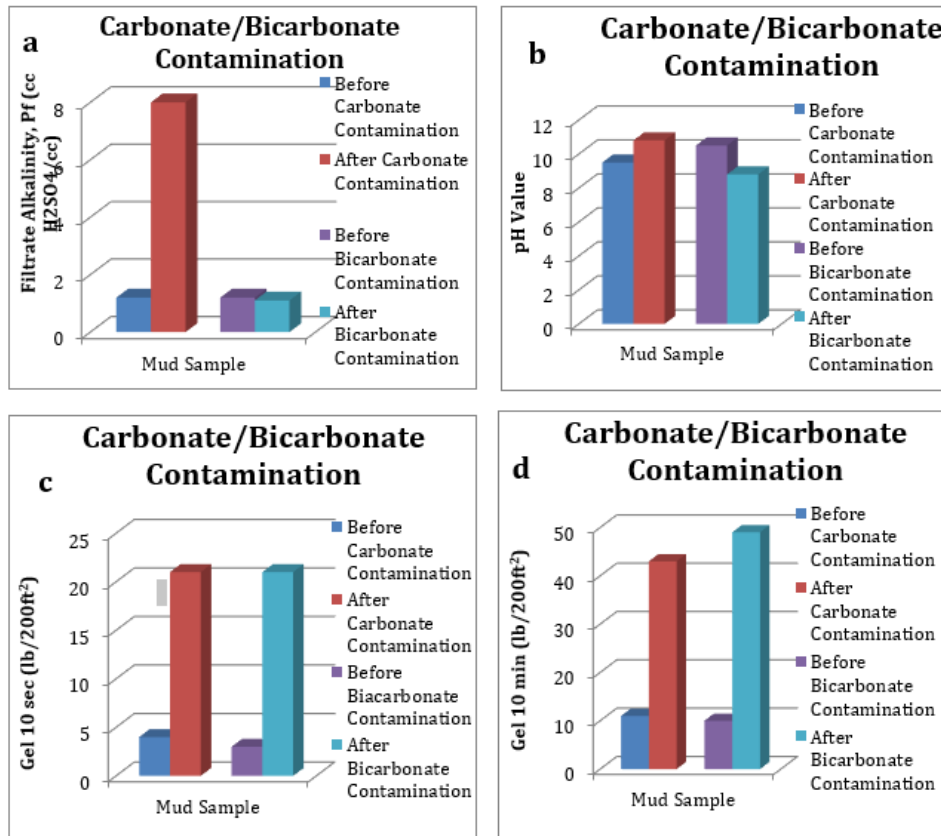 a
Carbonate/Bicarbonate
Contamination
Filtrate Alkalinity, Pf (cc
H2SO4/cc)
8
6
4
2
0
Mud Sample
Before
Carbonate
Contamination
After Carbonate
Contamination
Before
Bicarbonate
Contamination
After
Bicarbonate
Contamination
b
Carbonate/Bicarbonate
Contamination
pH Value
12
10
8
6
4
2
0
Mud Sample
Before
Carbonate
Contamination
After
Carbonate
Contamination
Before
Bicarbonate
Contamination
After
Bicarbonate
Contamination
Carbonate/Bicarbonate
Contamination
c
Gel 10 sec (lb/200ft²)
25
20
15
10
5
0
Mud Sample
Before
Carbonate
Contamination
After
Carbonate
Contamination
Before
Biacarbonate
Contamination
After
Bicarbonate
Contamination
Carbonate/Bicarbonate
Contamination
d
Gel 10 min (lb/200ft²)
50
40
30
20
10
0
Mud Sample
Before
Carbonate
Contamination
After
Carbonate
Contamination
Before
Bicarbonate
Contamination
After
Bicarbonate
Contamination